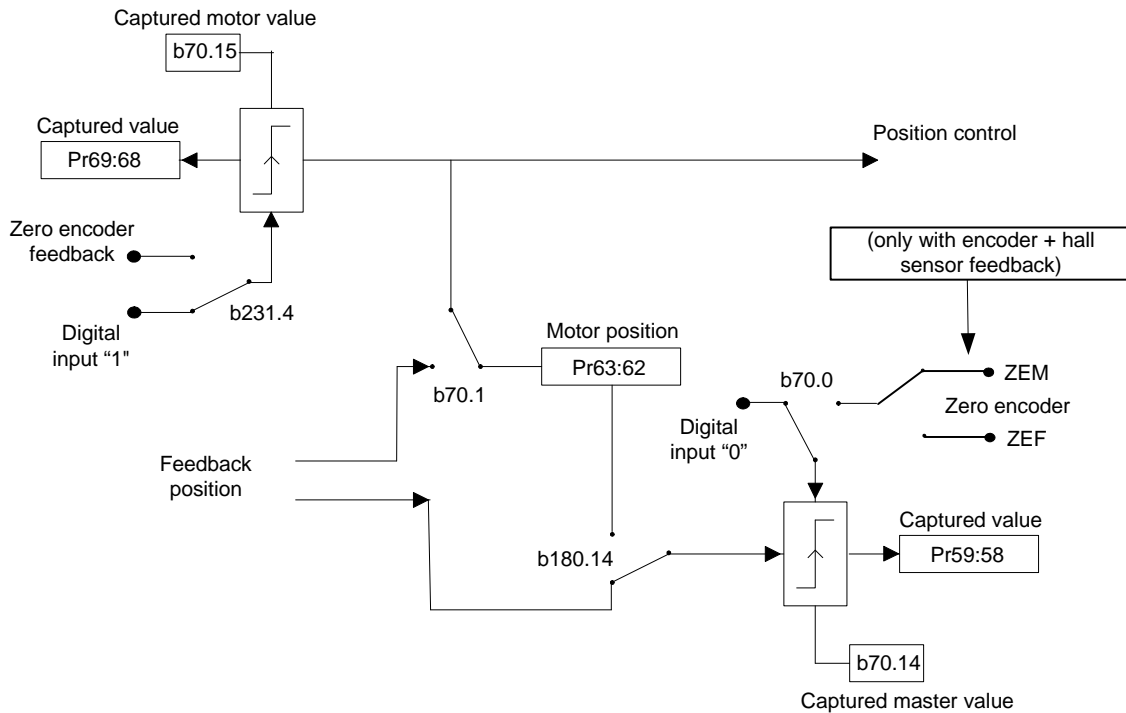 Captured motor value
b70.15
Captured value
Pr69:68
Position control
Zero encoder
feedback
b231.4
Digital
input “1"
(only with encoder + hall
sensor feedback)
Motor position
Pr63:62
b70.1
b70.0
ZEM
Zero encoder
ZEF
Digital
input “0”
Feedback
position
b180.14
Captured value
Pr59:58
b70.14
Captured master value